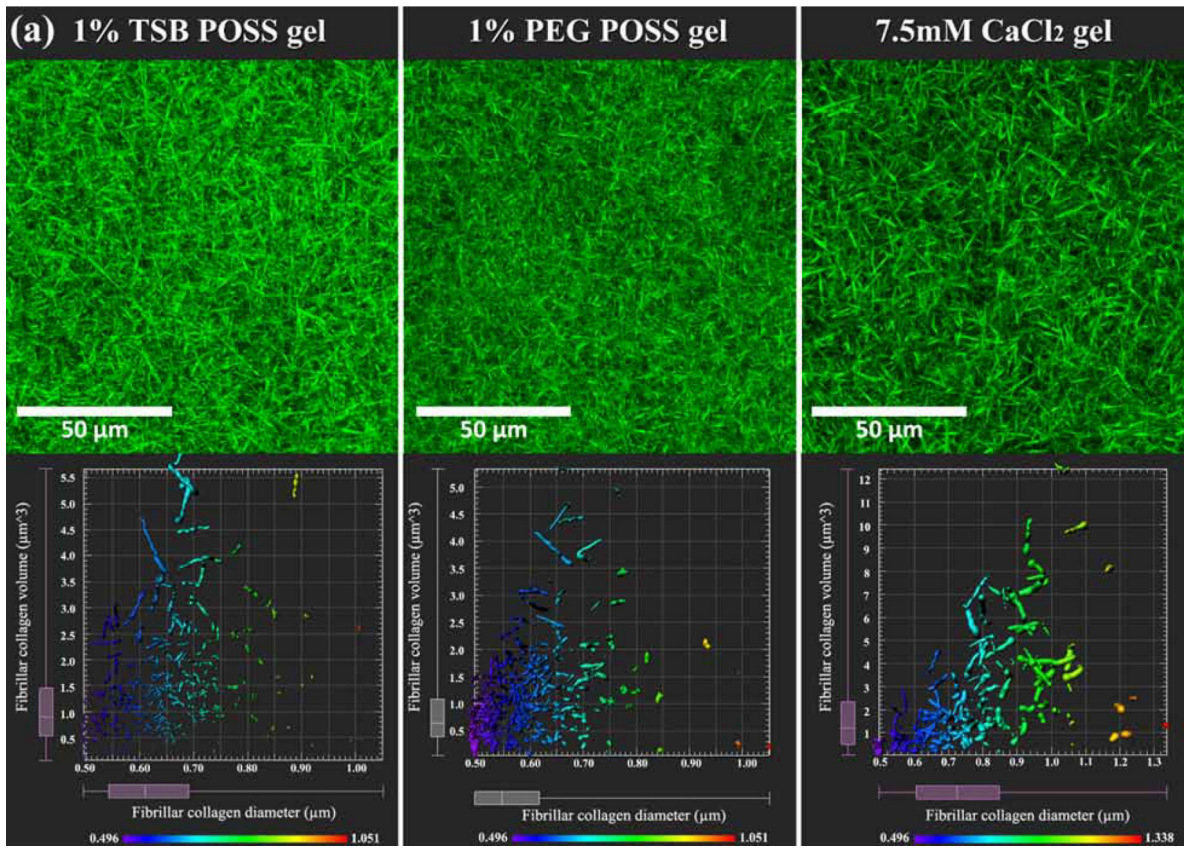 (a) 1% TSB POSS gel
1% PEG POSS gel
7.5mM CaCl₂ gel
50 µm
50 µm
50 µm
Fibrillar collagen volume (µm^3)
5.5
5.0
4.5
4.0
3.5
3.0
2.5
2.0
1.5
1.0
0.5
0.50 0.60 0.70 0.80 0.90 1.00
Fibrillar collagen diameter (µm)
0.496 1.051
Fibrillar collagen volume (µm^3)
5.0
4.5
4.0
3.5
3.0
2.5
2.0
1.5
1.0
0.5
0.50 0.60 0.70 0.80 0.90 1.00
Fibrillar collagen diameter (µm)
0.496 1.051
Fibrillar collagen volume (µm^3)
12
11
10
9
8
7
6
5
4
3
2
1
0.5 0.6 0.7 0.8 0.9 1.0 1.1 1.2 1.3
Fibrillar collagen diameter (µm)
0.496 1.338